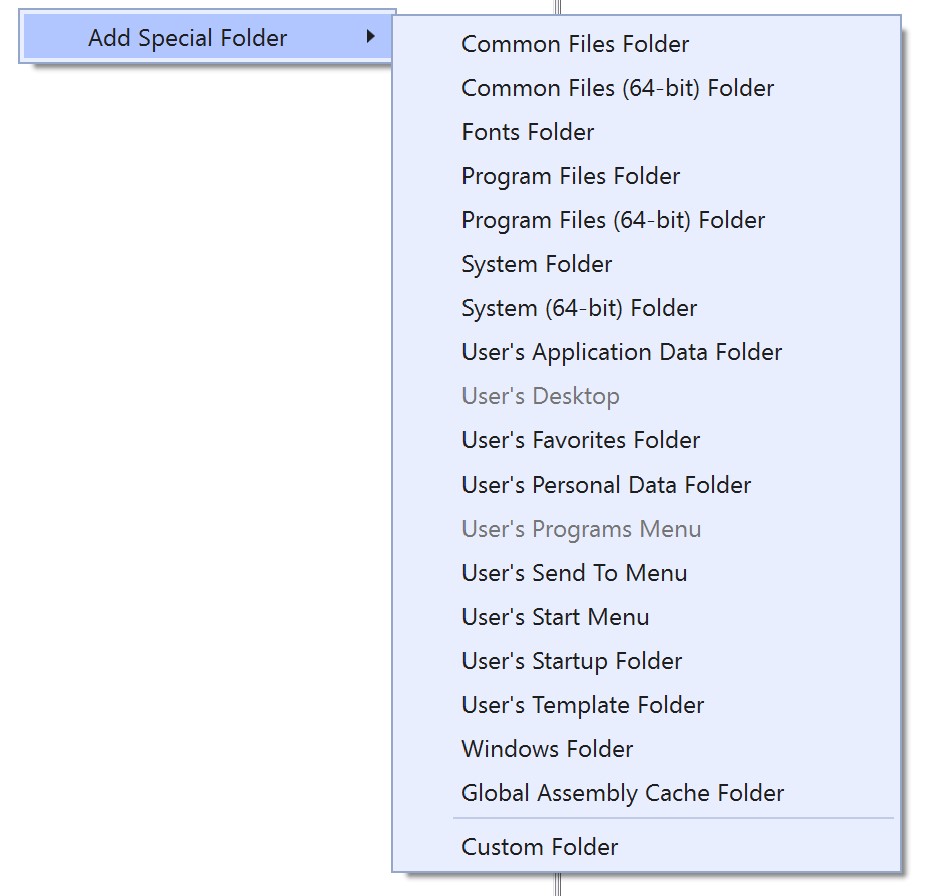 Add Special Folder
Common Files Folder
Common Files (64-bit) Folder
Fonts Folder
Program Files Folder
Program Files (64-bit) Folder
System Folder
System (64-bit) Folder
User's Application Data Folder
User's Desktop
User's Favorites Folder
User's Personal Data Folder
User's Programs Menu
User's Send To Menu
User's Start Menu
User's Startup Folder
User's Template Folder
Windows Folder
Global Assembly Cache Folder
Custom Folder